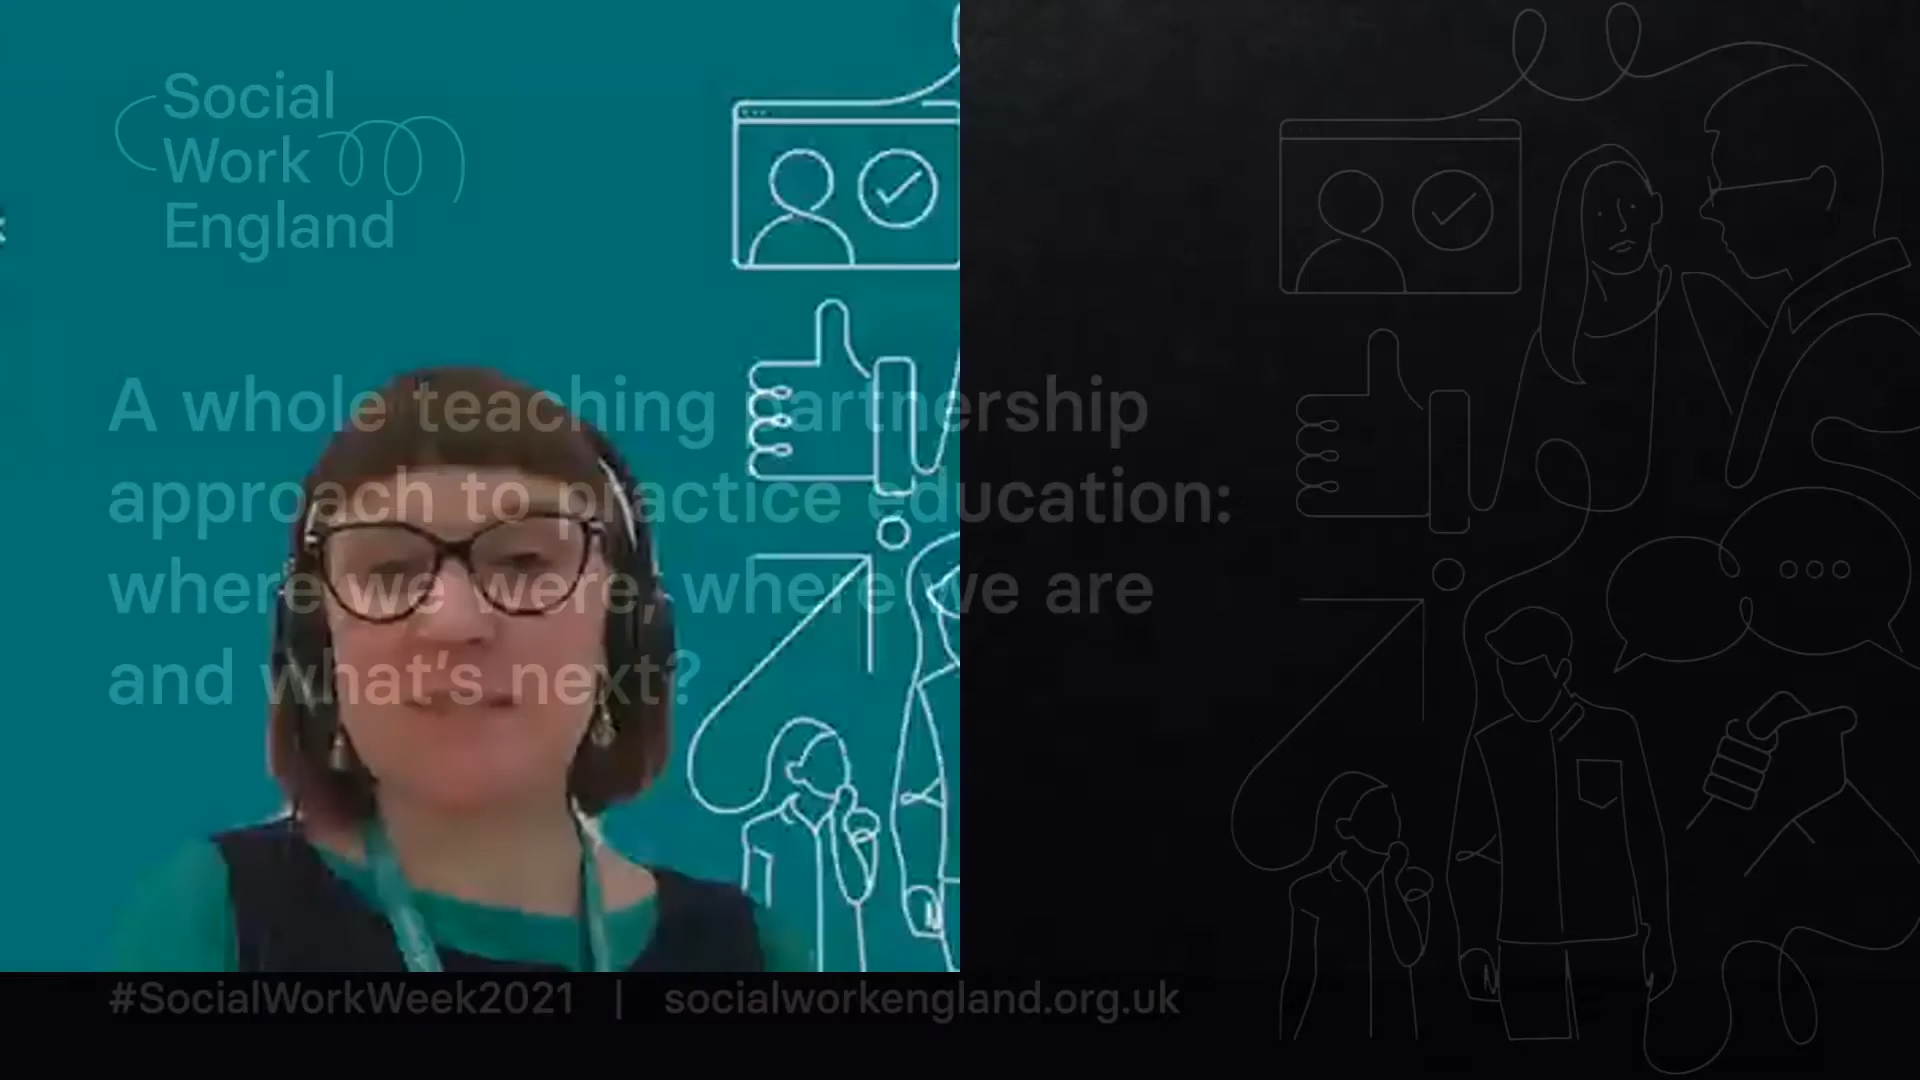 Social
Work
England
A whole teaching partnership
approach to practice education:
where we were, where we are
and what's next?
#SocialWorkWeek2021 | socialworkengland.org.uk